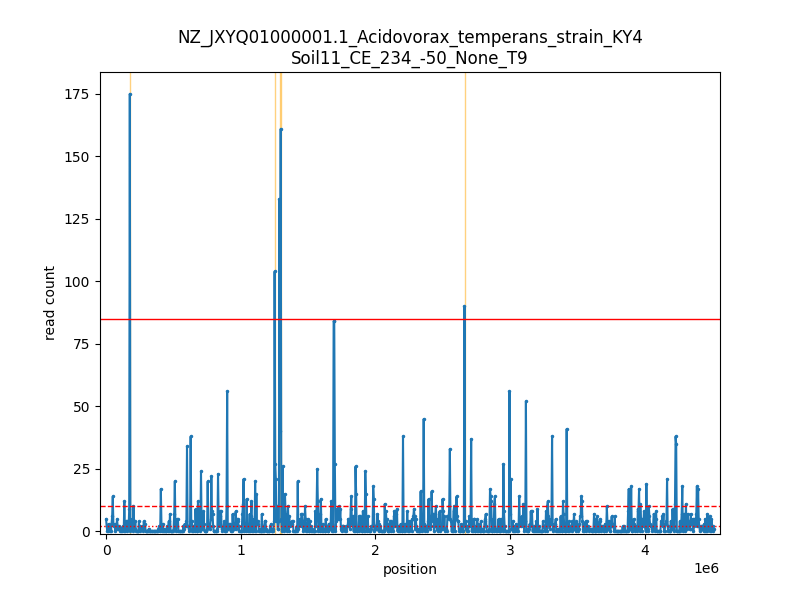 NZ_JXYQ01000001.1_Acidovorax_temperans_strain_KY4
Soil11_CE_234_-50_None_T9
175
150
125
100
75
50
25
0
read count
0
1
2
3
4
1e6
position